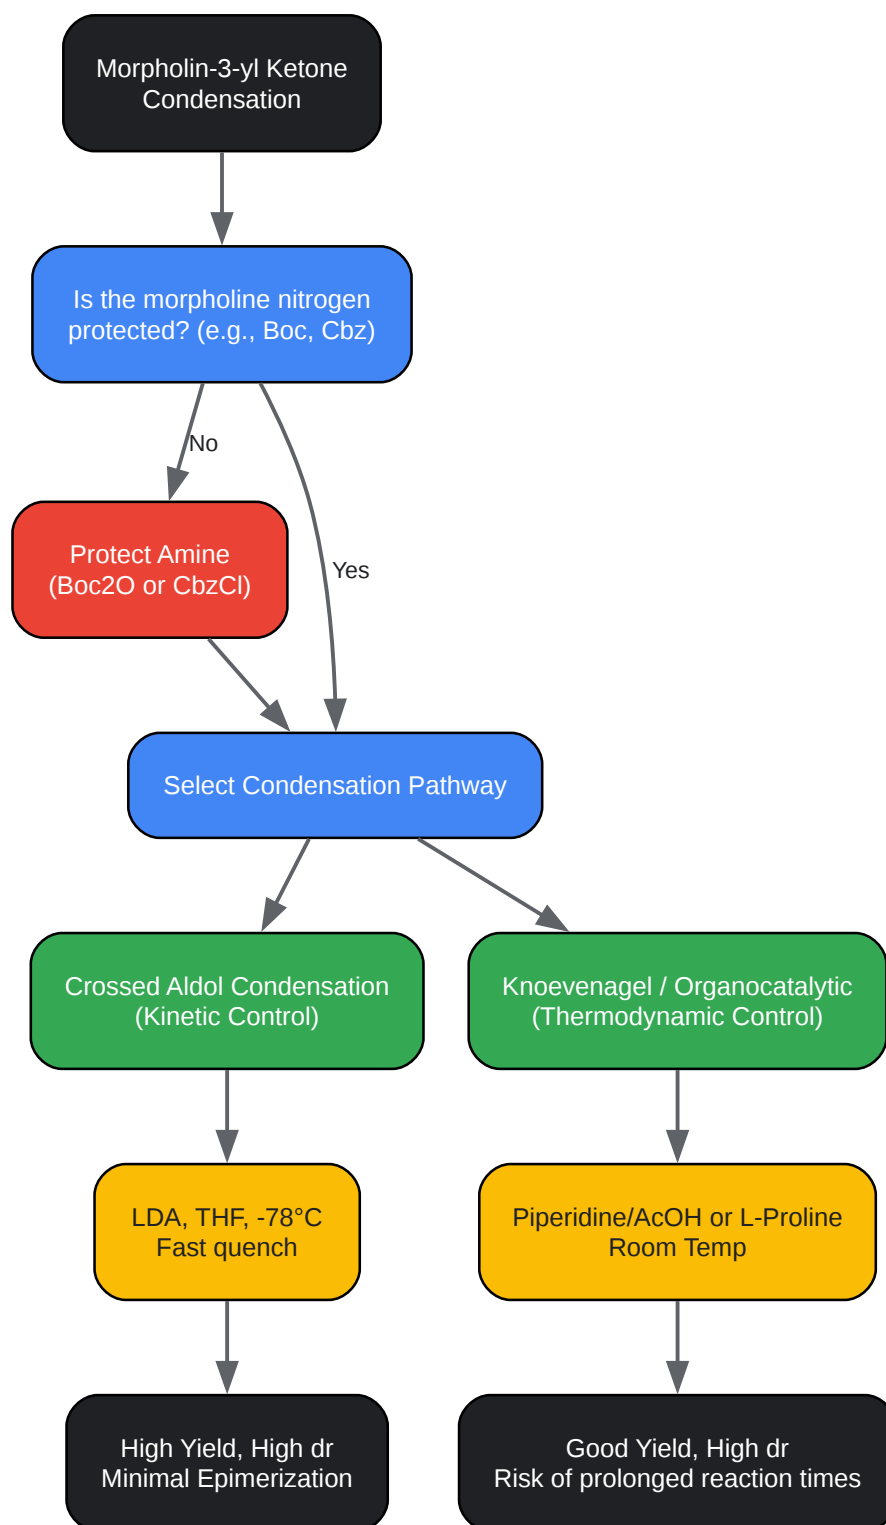 Morpholin-3-yl Ketone
Condensation
Is the morpholine nitrogen
protected? (e.g., Boc, Cbz)
No
Protect Amine
(Boc2O or CbzCl)
Yes
Select Condensation Pathway
Crossed Aldol Condensation
(Kinetic Control)
Knoevenagel / Organocatalytic
(Thermodynamic Control)
LDA, THF, -78°C
Fast quench
Piperidine/AcOH or L-Proline
Room Temp
High Yield, High dr
Minimal Epimerization
Good Yield, High dr
Risk of prolonged reaction times